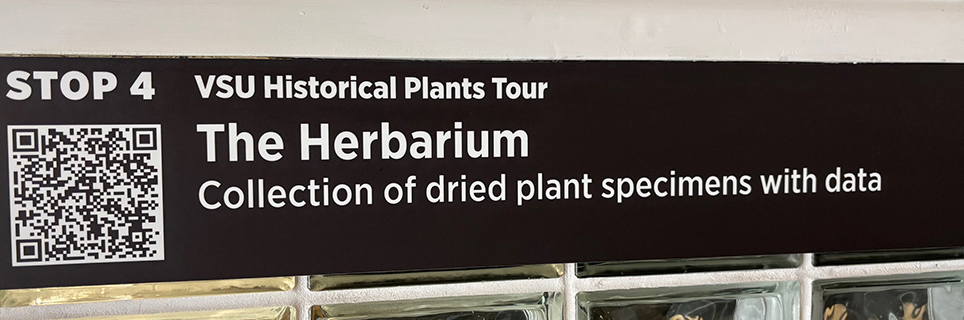 STOP 4
VSU Historical Plants Tour
The Herbarium
Collection of dried plant specimens with data